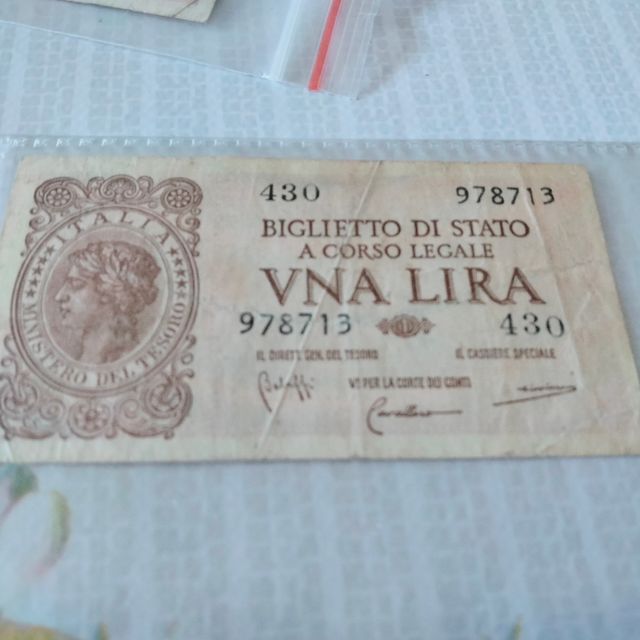 ITALIA
MINISTERO DEL TESORO
430 978713
BIGLIETTO DI STATO
A CORSO LEGALE
VNA LIRA
978713 430
IL DIRETT. GEN. DEL TESORO IL CASSIERE SPECIALE
VO PER LA CORTE DEI CONTI